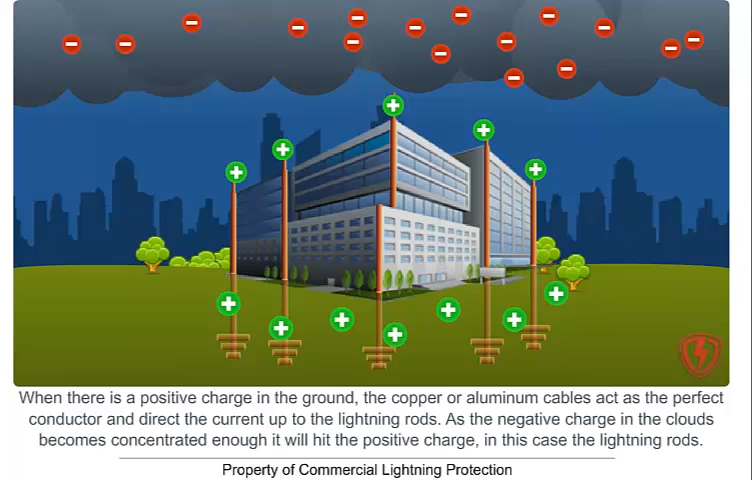 When there is a positive charge in the ground, the copper or aluminum cables act as the perfect
conductor and direct the current up to the lightning rods. As the negative charge in the clouds
becomes concentrated enough it will hit the positive charge, in this case the lightning rods.
Property of Commercial Lightning Protection